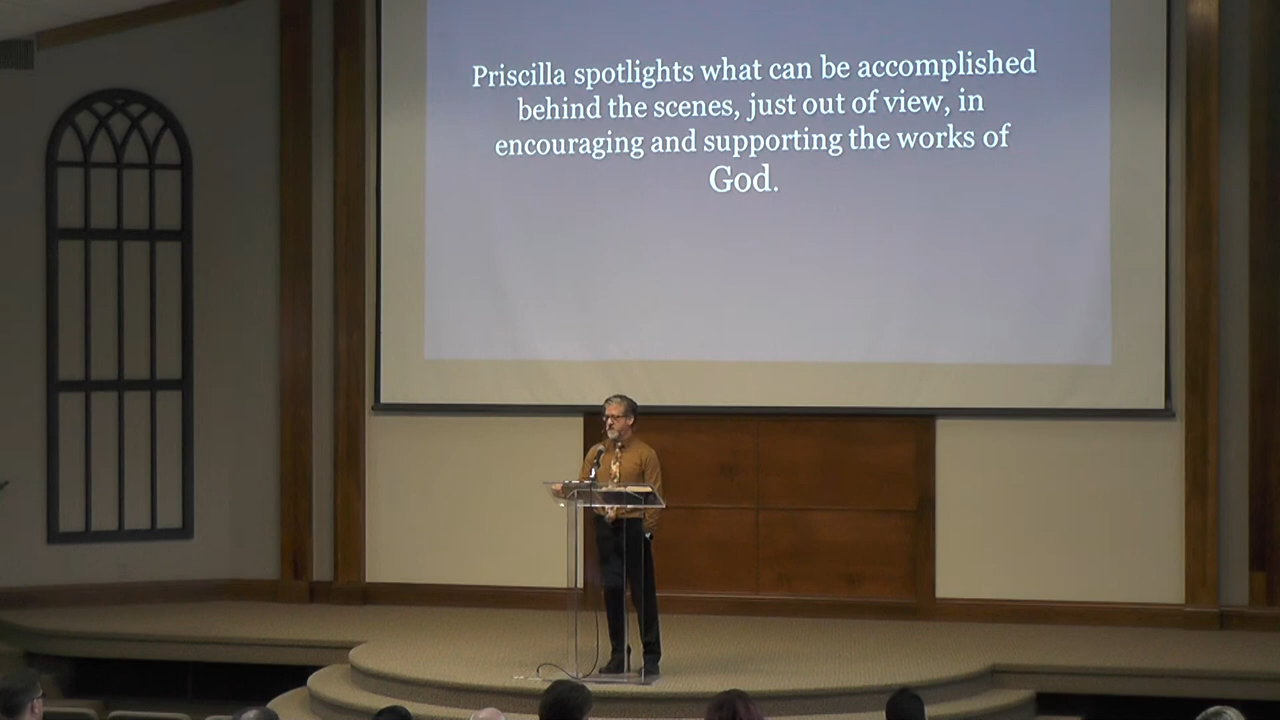 Priscilla spotlights what can be accomplished
behind the scenes, just out of view, in
encouraging and supporting the works of
God.